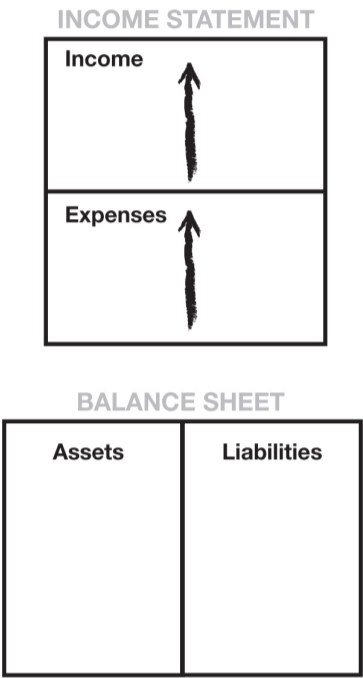 INCOME STATEMENT
Income
Expenses
BALANCE SHEET
Assets
Liabilities